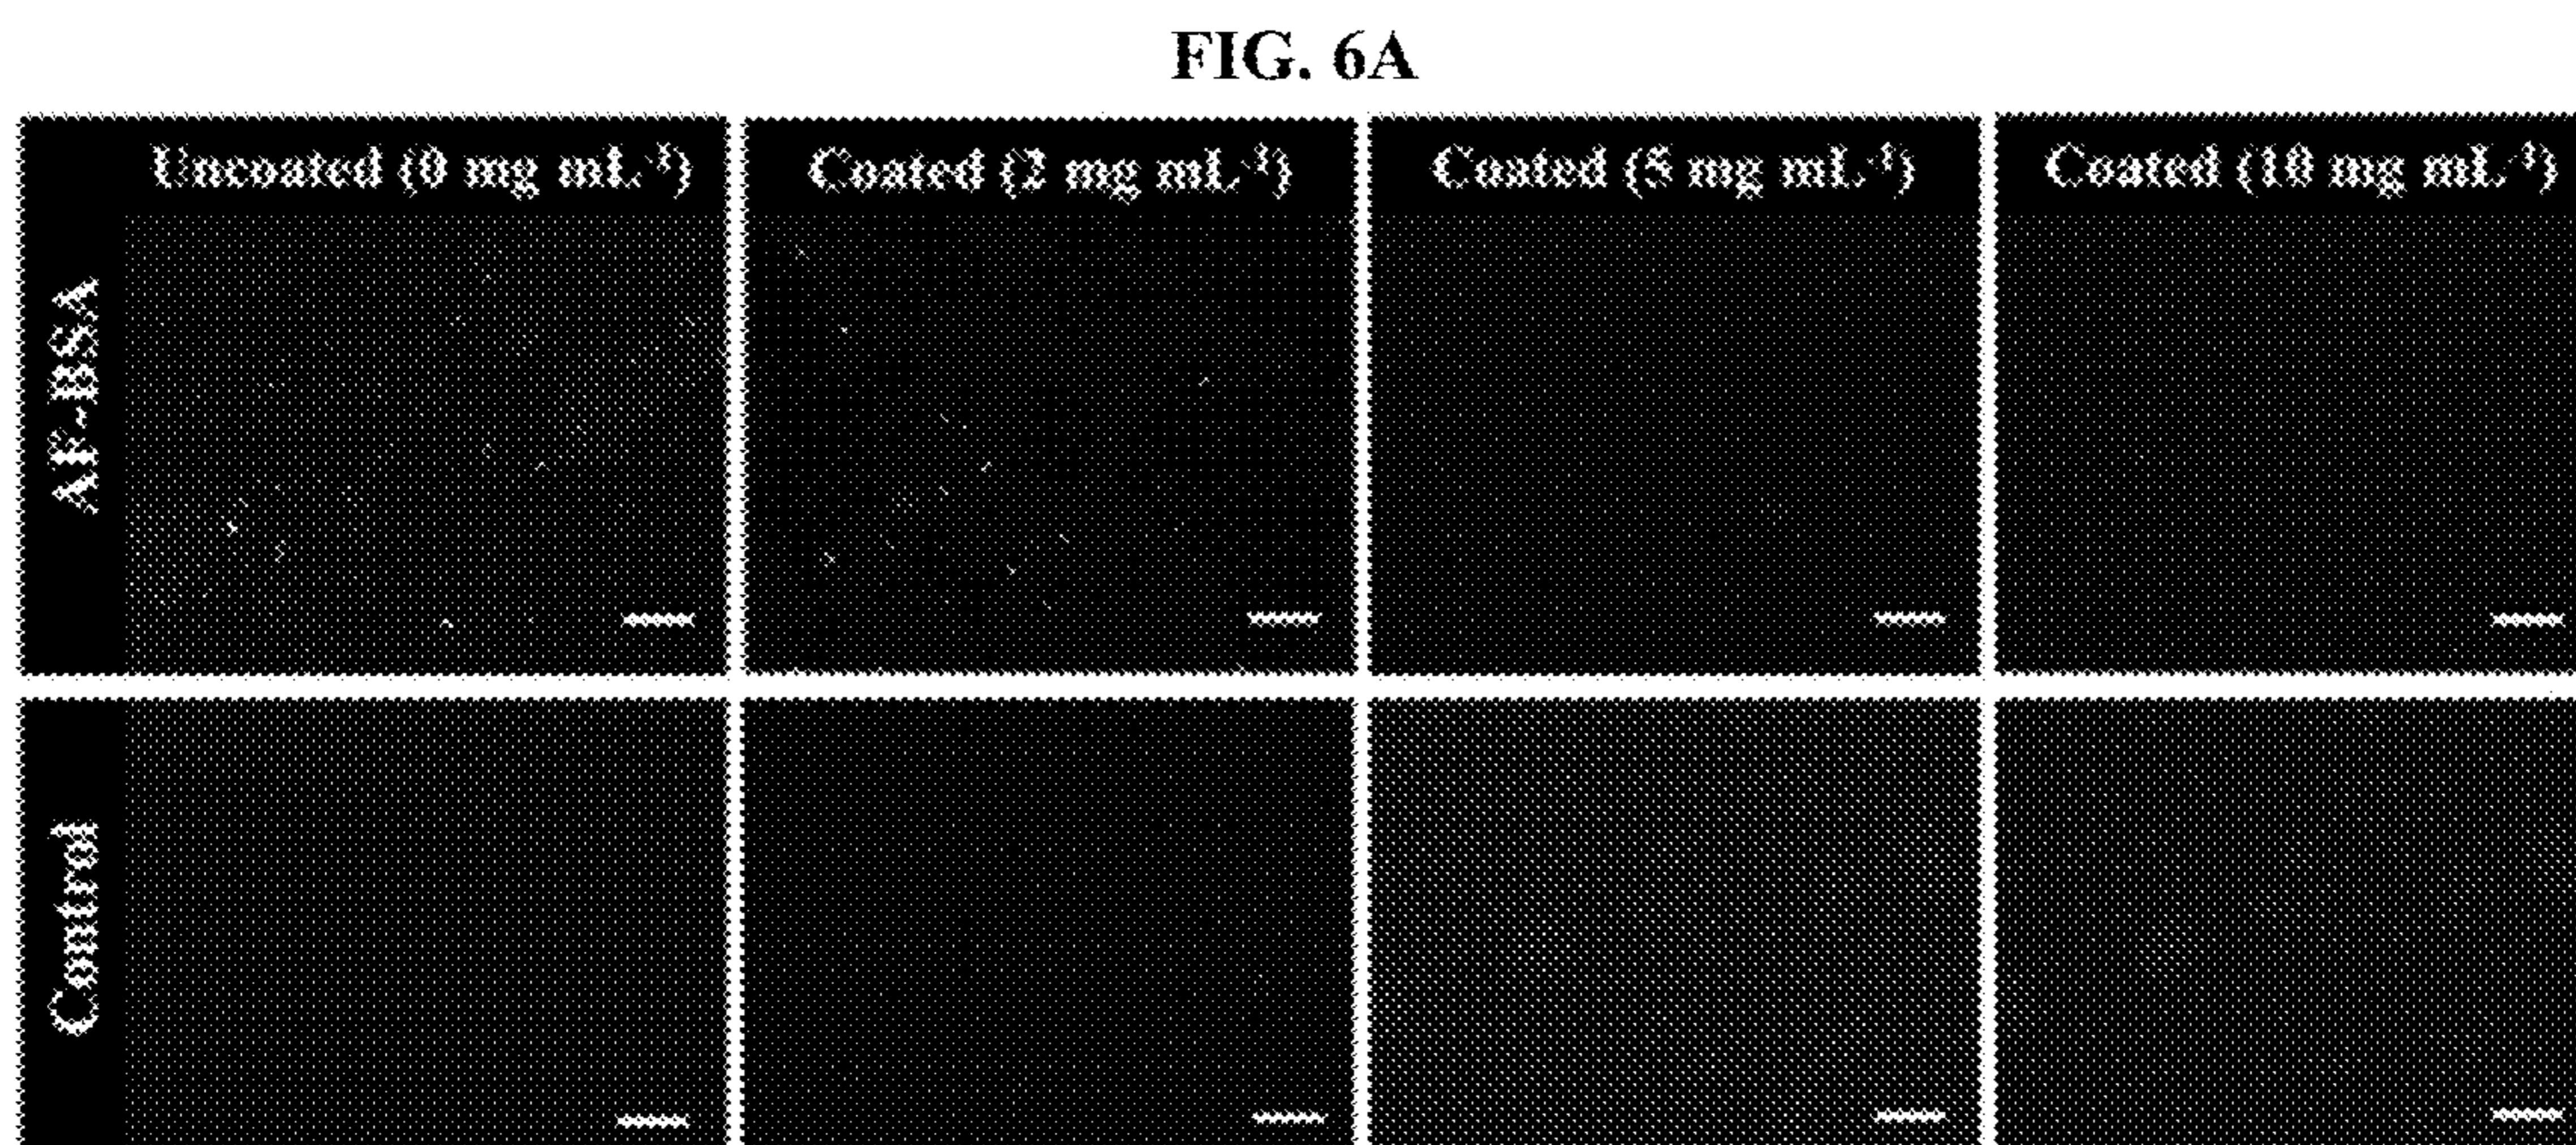 FIG. 6A
Uncoated (0 mg mL⁻¹)
Coated (2 mg mL⁻¹)
Coated (5 mg mL⁻¹)
Coated (10 mg mL⁻¹)
AF-BSA
Control